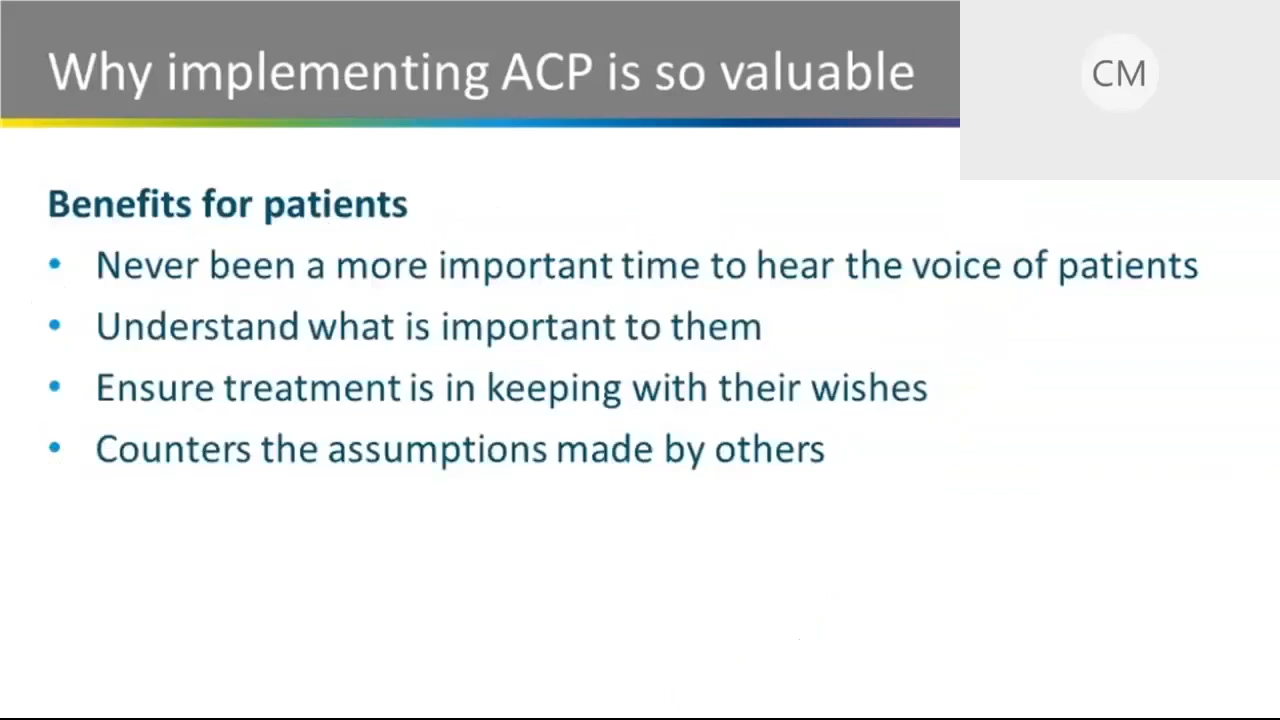 Why implementing ACP is so valuable
CM
Benefits for patients
• Never been a more important time to hear the voice of patients
• Understand what is important to them
• Ensure treatment is in keeping with their wishes
• Counters the assumptions made by others